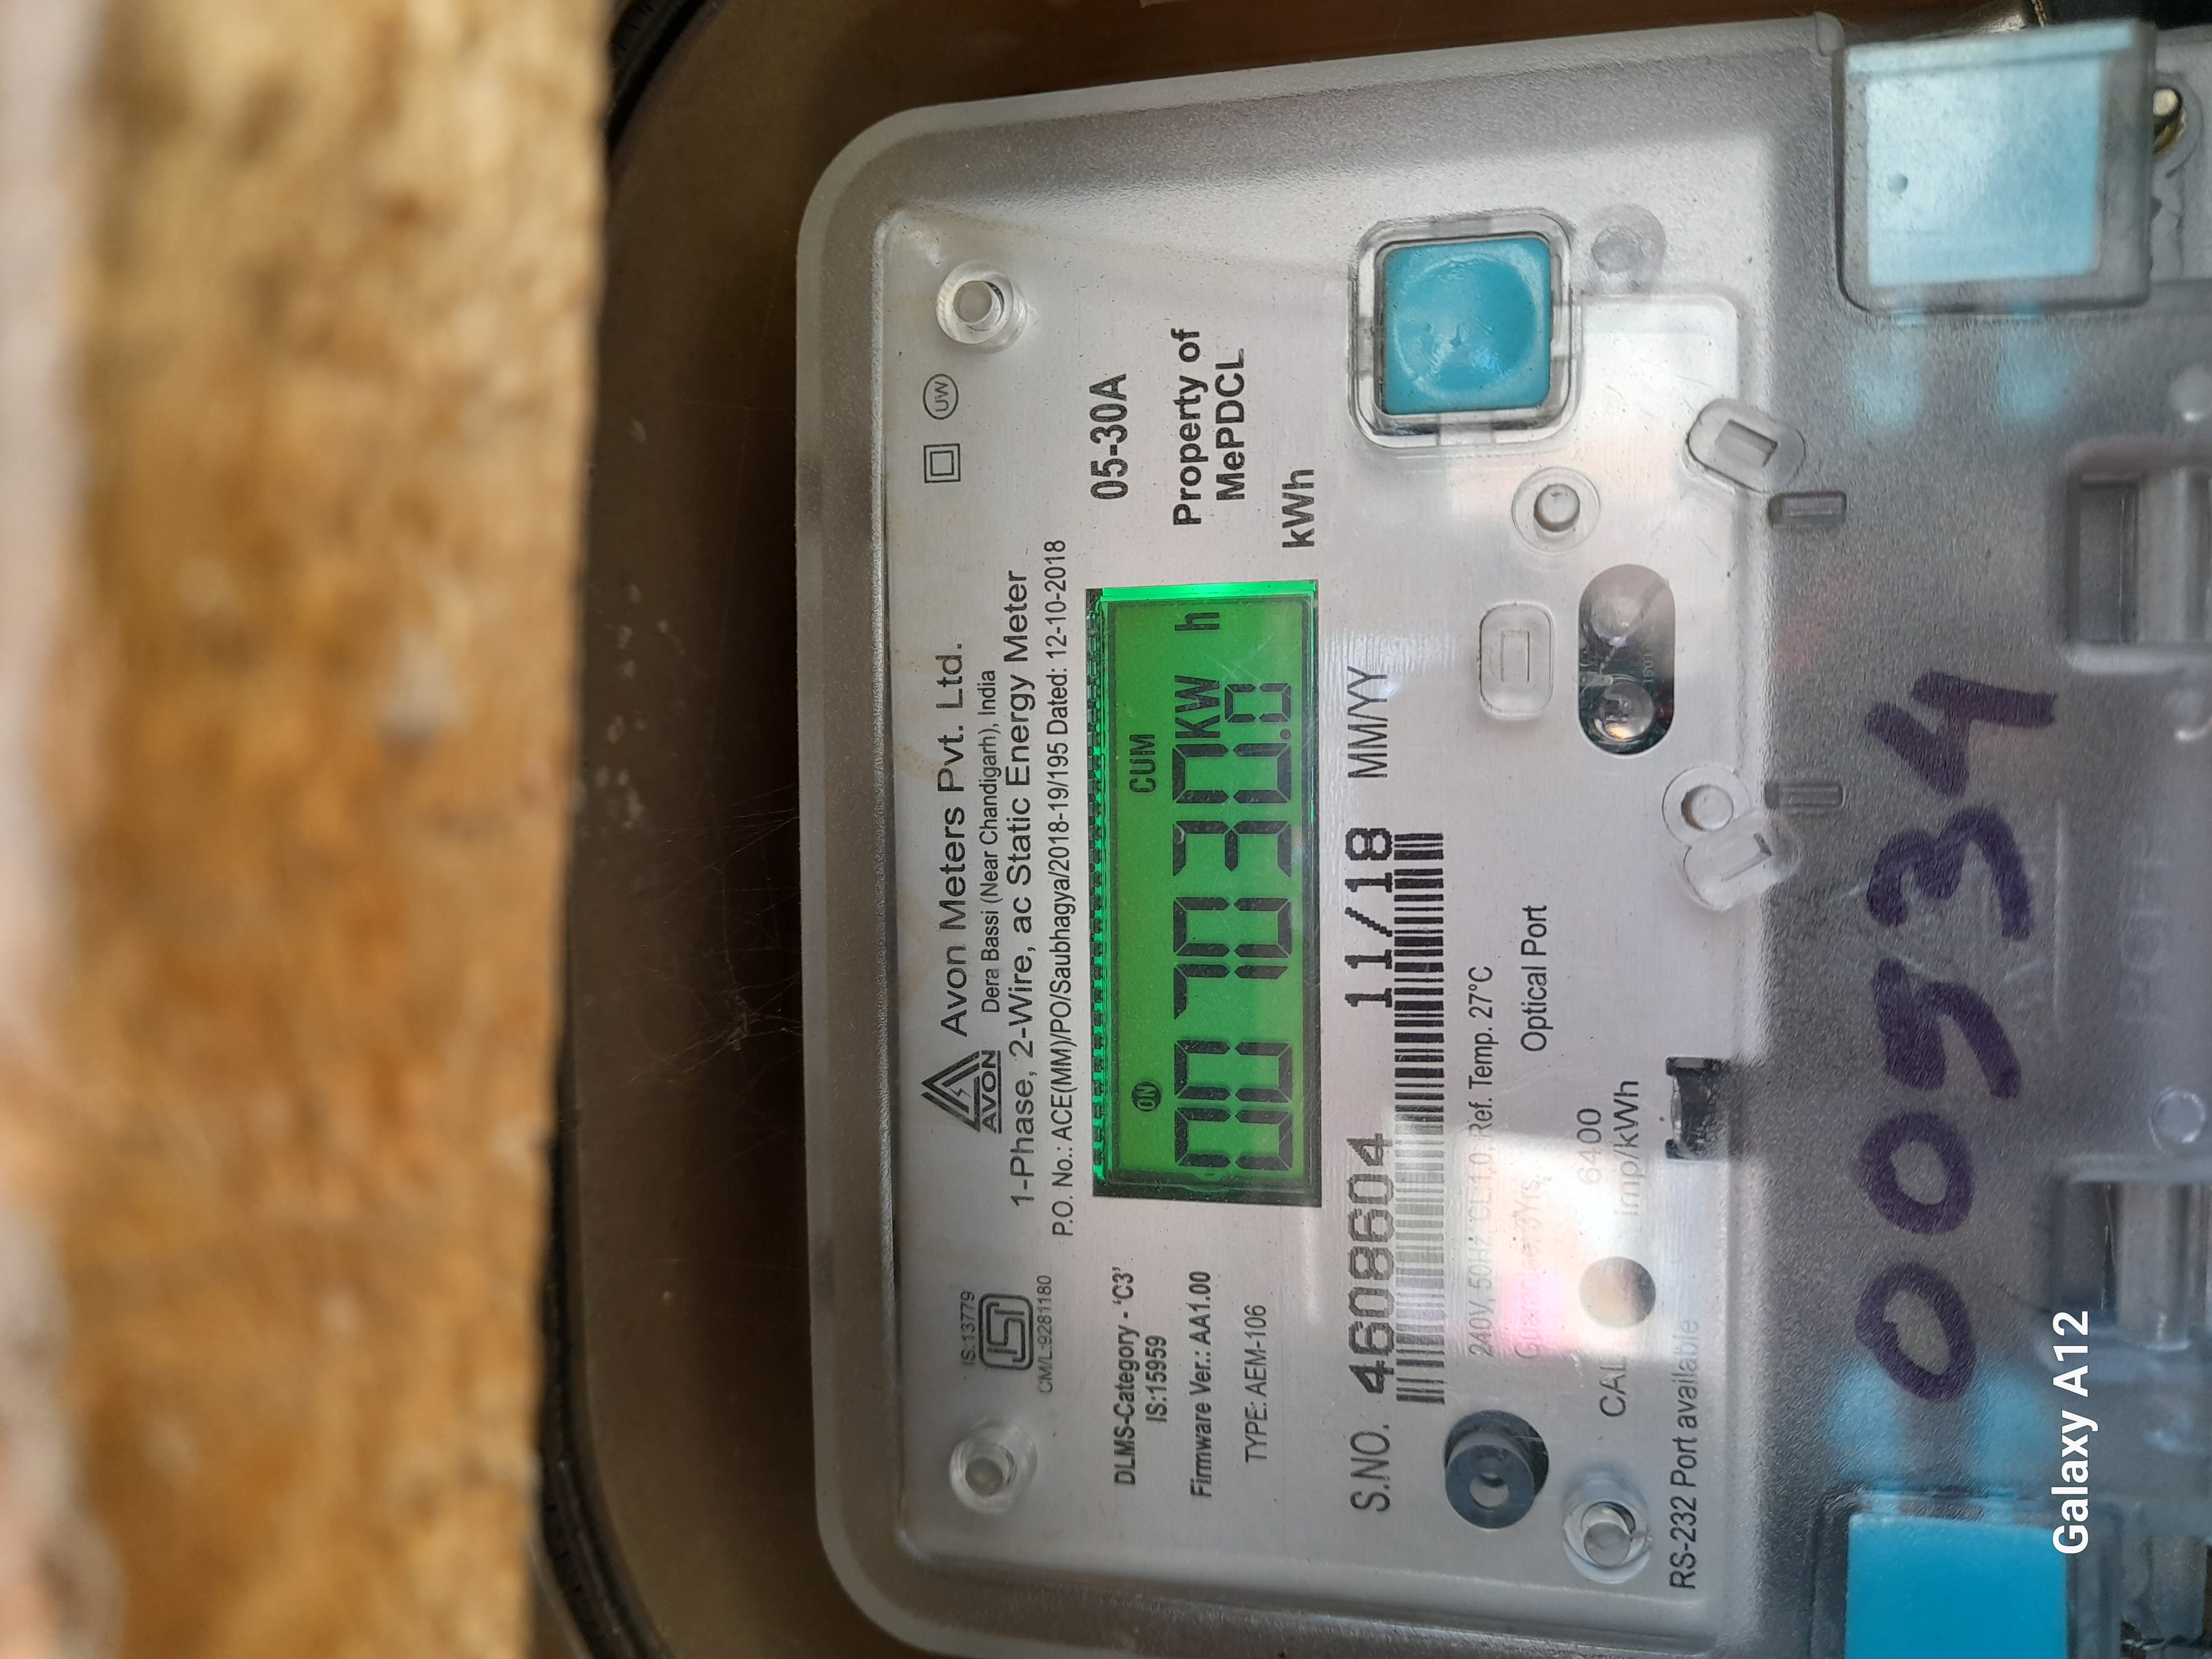 AVON
Avon Meters Pvt. Ltd.
Dera Bassi (Near Chandigarh), India
1-Phase, 2-Wire, ac Static Energy Meter
P.O. No.: ACE(MM)/PO/Saubhagya/2018-19/195 Dated: 12-10-2018
UW
IS:13779
CM/L:9281180
DLMS-Category - 'C3'
IS:15959
Firmware Ver.: AA1.00
TYPE: AEM-106
ON
CUM
007030.0
KW h
05-30A
Property of
MePDCL
kWh
S.NO. 4608604 11/18 MM/YY
240V, 50Hz CL 1.0, Ref. Temp. 27°C
Optical Port
CAL
6400
imp/kWh
RS-232 Port available
00534
Galaxy A12